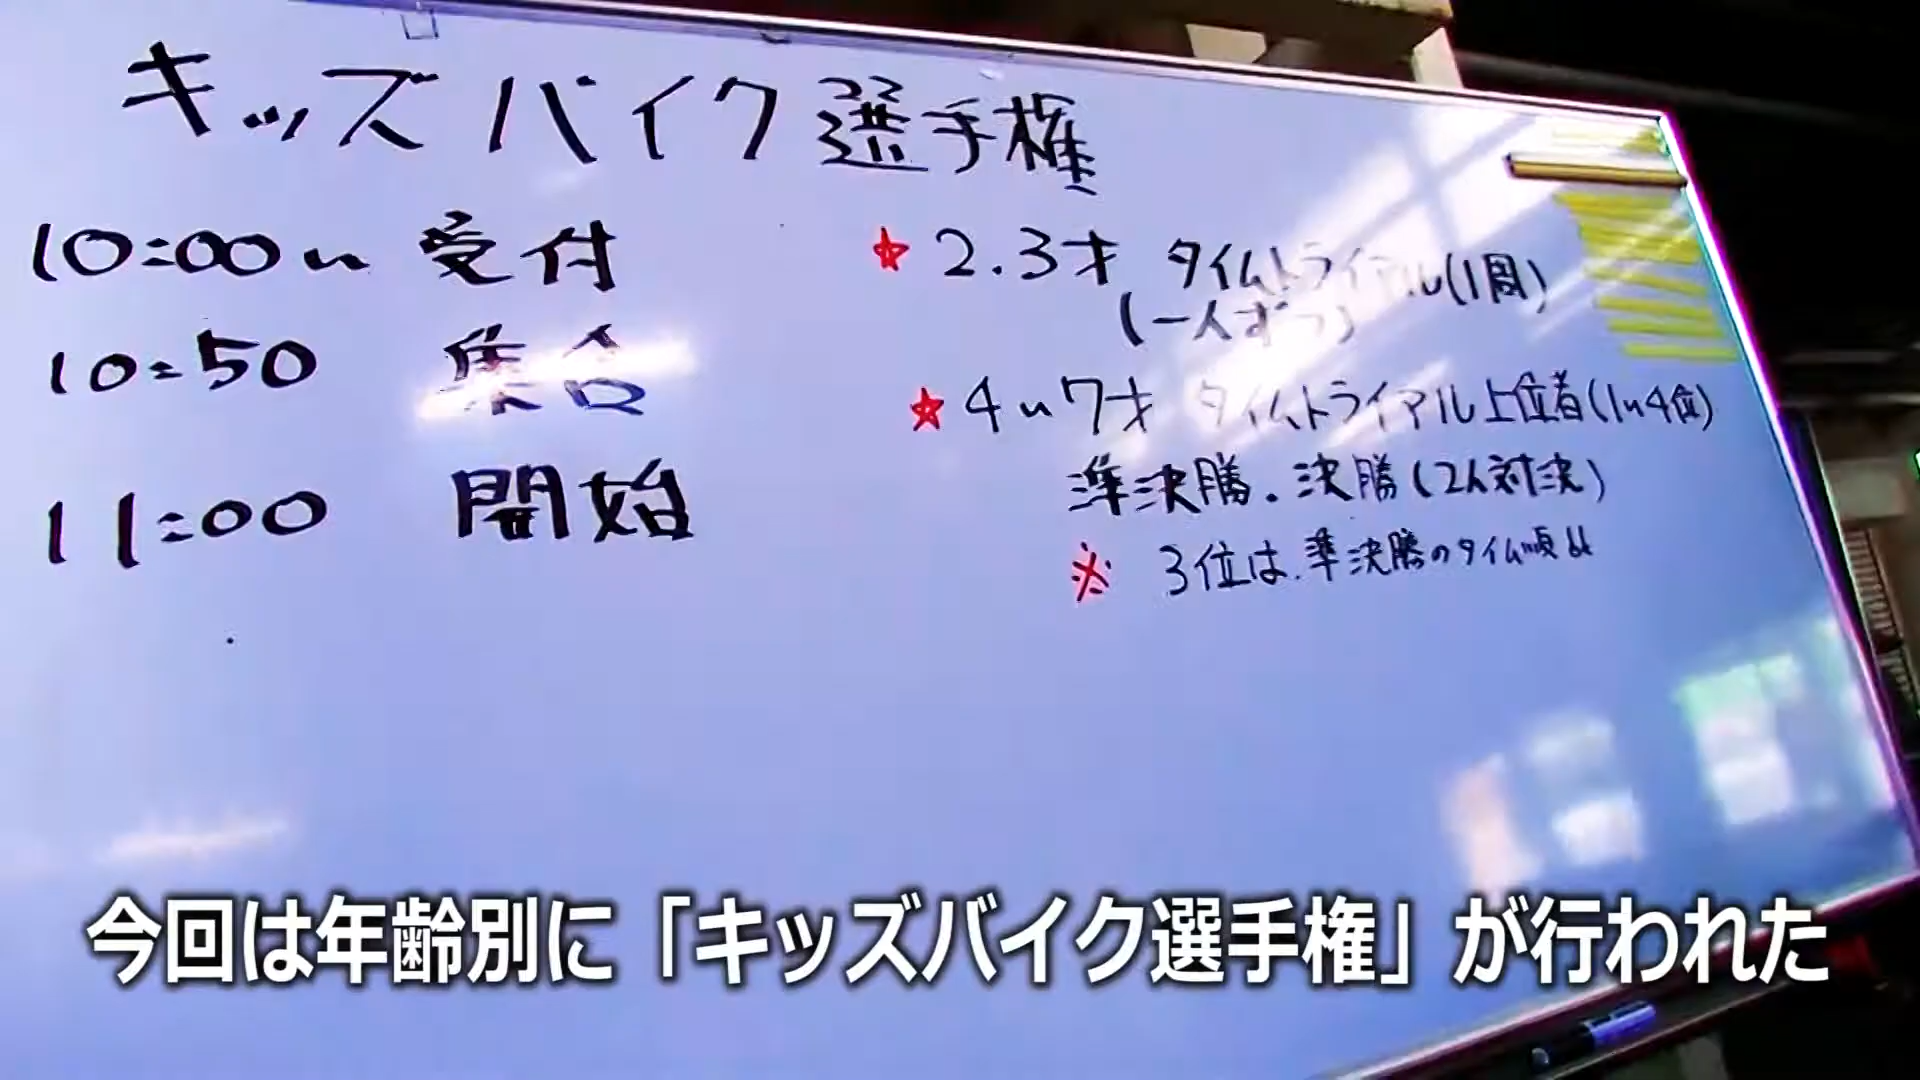 キッズバイク選手権
10:00〜 受付
10:50 集合
11:00 開始
★ 2.3才 タイムトライアル(1周)
(一人ずつ)
★ 4〜7才 タイムトライアル上位者(1〜4位)
準決勝.決勝(2人対決)
※ 3位は.準決勝のタイム順
今回は年齢別に「キッズバイク選手権」が行われた